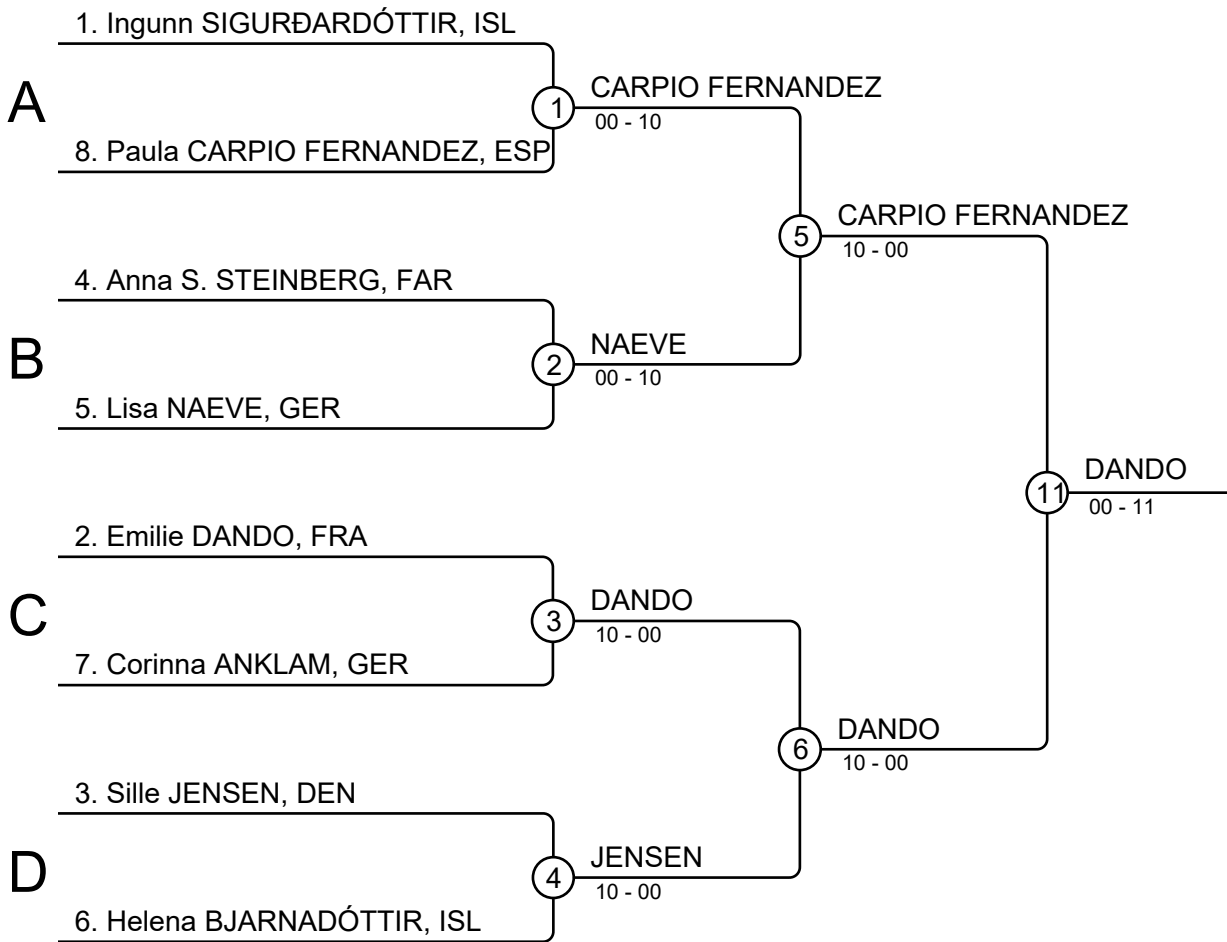 1. Ingunn SIGURÐARDÓTTIR, ISL
A
1
CARPIO FERNANDEZ
00 - 10
8. Paula CARPIO FERNANDEZ, ESP
5
CARPIO FERNANDEZ
10 - 00
4. Anna S. STEINBERG, FAR
B
2
NAEVE
00 - 10
5. Lisa NAEVE, GER
11
DANDO
00 - 11
2. Emilie DANDO, FRA
C
3
DANDO
10 - 00
7. Corinna ANKLAM, GER
6
DANDO
10 - 00
3. Sille JENSEN, DEN
D
4
JENSEN
10 - 00
6. Helena BJARNADÓTTIR, ISL